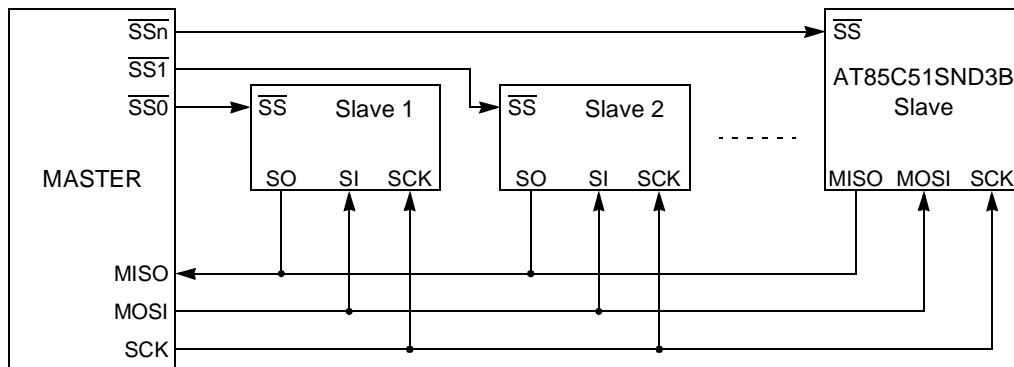 SSn
SS
SS1
AT85C51SND3B
Slave
SS0
SS
Slave 1
SS
Slave 2
MASTER
SO SI SCK
SO SI SCK
MISO MOSI SCK
MISO
MOSI
SCK